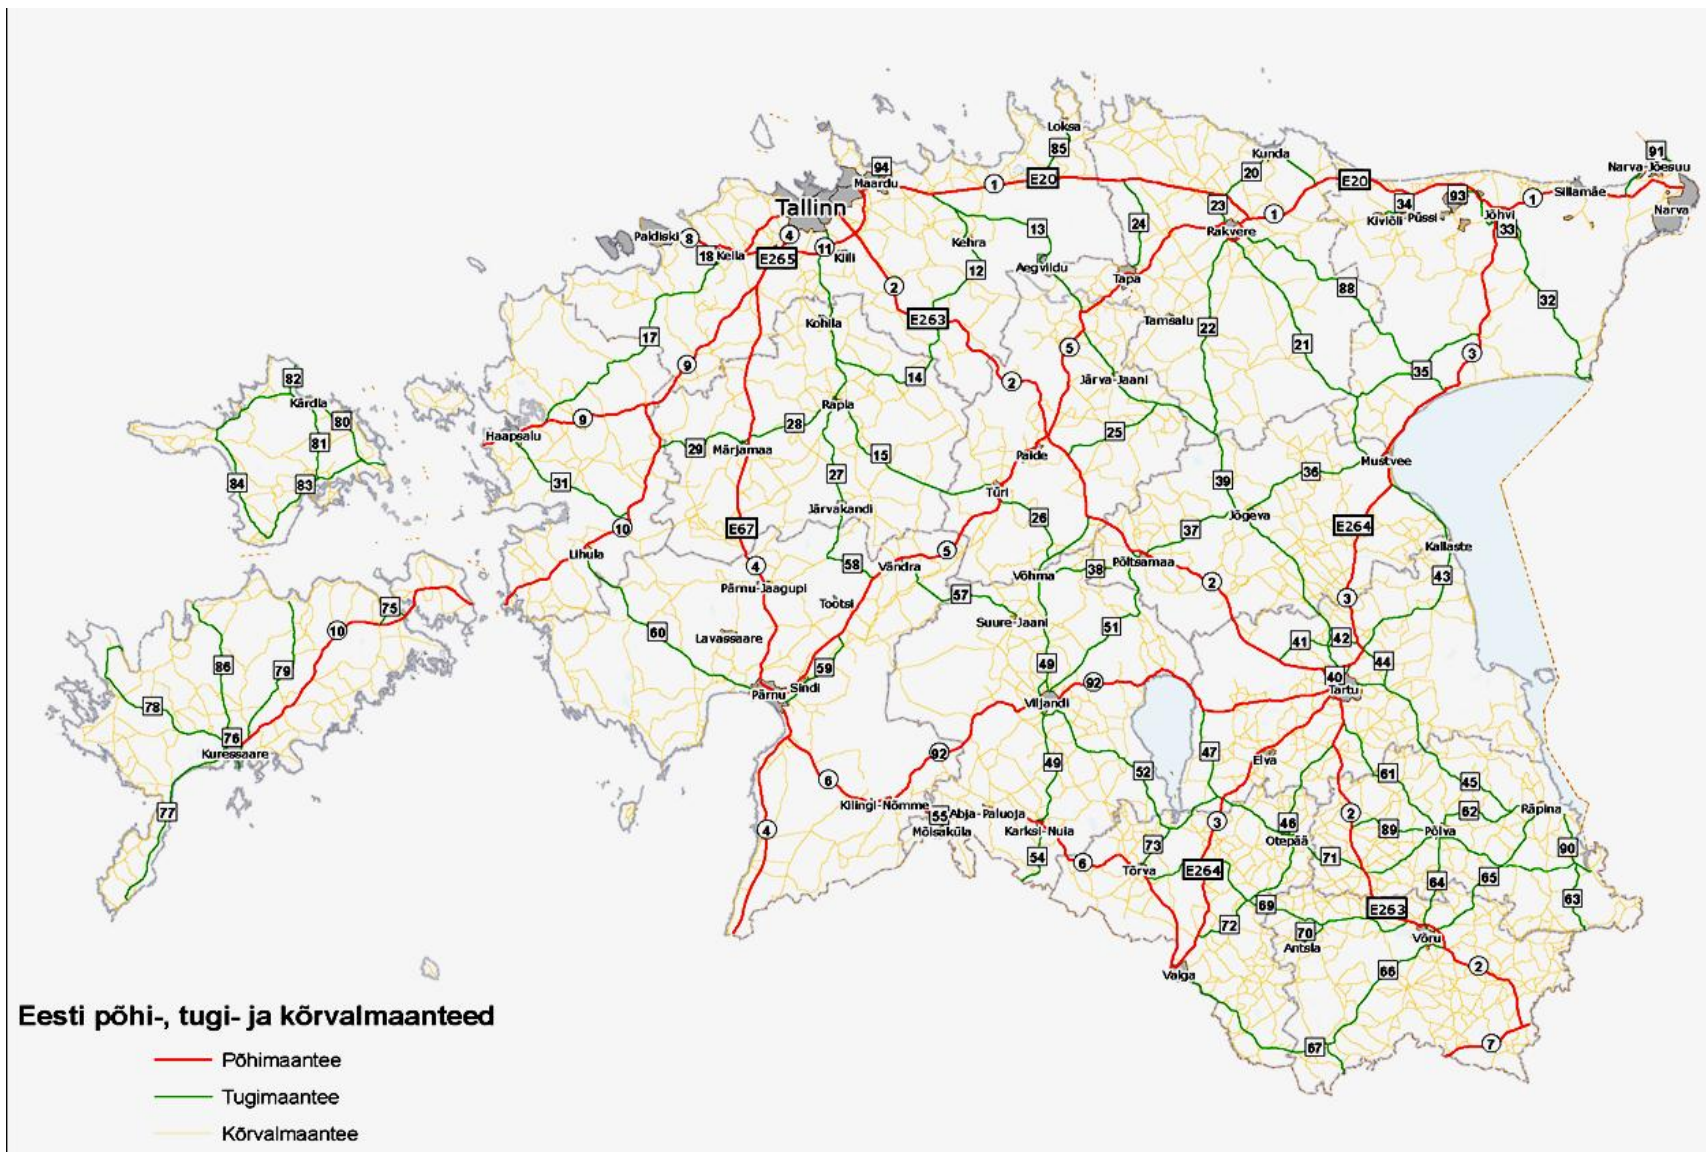 Loksa
85
91
94
Kunda
Narva-Jõesuu
Maardu
1
E20
20
E20
Sillamäe
93
34
1
Narva
Tallinn
23
1
Kiviõli
Püssi
Jõhvi
33
Paldiski
8
4
11
13
24
Rakvere
18
Keila
E265
Kiili
Kehra
Aegviidu
12
Tapa
2
88
32
E263
Kohila
Tamsalu
22
17
21
9
5
3
14
35
82
2
Järva-Jaani
Kärdla
80
Rapla
9
28
25
81
Haapsalu
29
Märjamaa
15
Paide
Mustvee
84
83
31
27
36
39
Türi
Järvakandi
26
Jõgeva
10
E67
37
E264
Lihula
5
Kallaste
4
58
Vändra
Võhma
38
Põltsamaa
2
43
Pärnu-Jaagupi
57
3
75
Tootsi
10
60
Lavassaare
Suure-Jaani
51
41
42
86
79
59
49
44
78
Pärnu
Sindi
92
40
Tartu
76
Viljandi
Kuressaare
92
49
47
Elva
52
61
45
77
6
Kilingi-Nõmme
55
Abja-Paluoja
2
62
Räpina
4
Mõisaküla
Karksi-Nuia
3
46
89
Põlva
Otepää
54
6
73
71
90
Tõrva
E264
64
65
63
69
E263
72
70
Antsla
Võru
66
2
Valga
67
7
Eesti põhi-, tugi- ja kõrvalmaanteed
Põhimaantee
Tugimaantee
Kõrvalmaantee